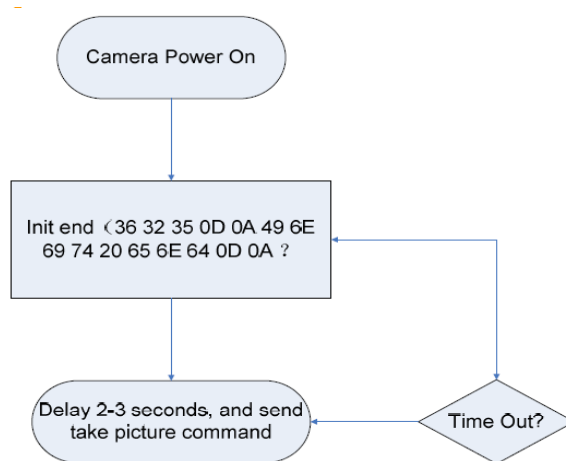 Camera Power On
Init end（36 32 35 0D 0A 49 6E
69 74 20 65 6E 64 0D 0A ?
Delay 2-3 seconds, and send
take picture command
Time Out?